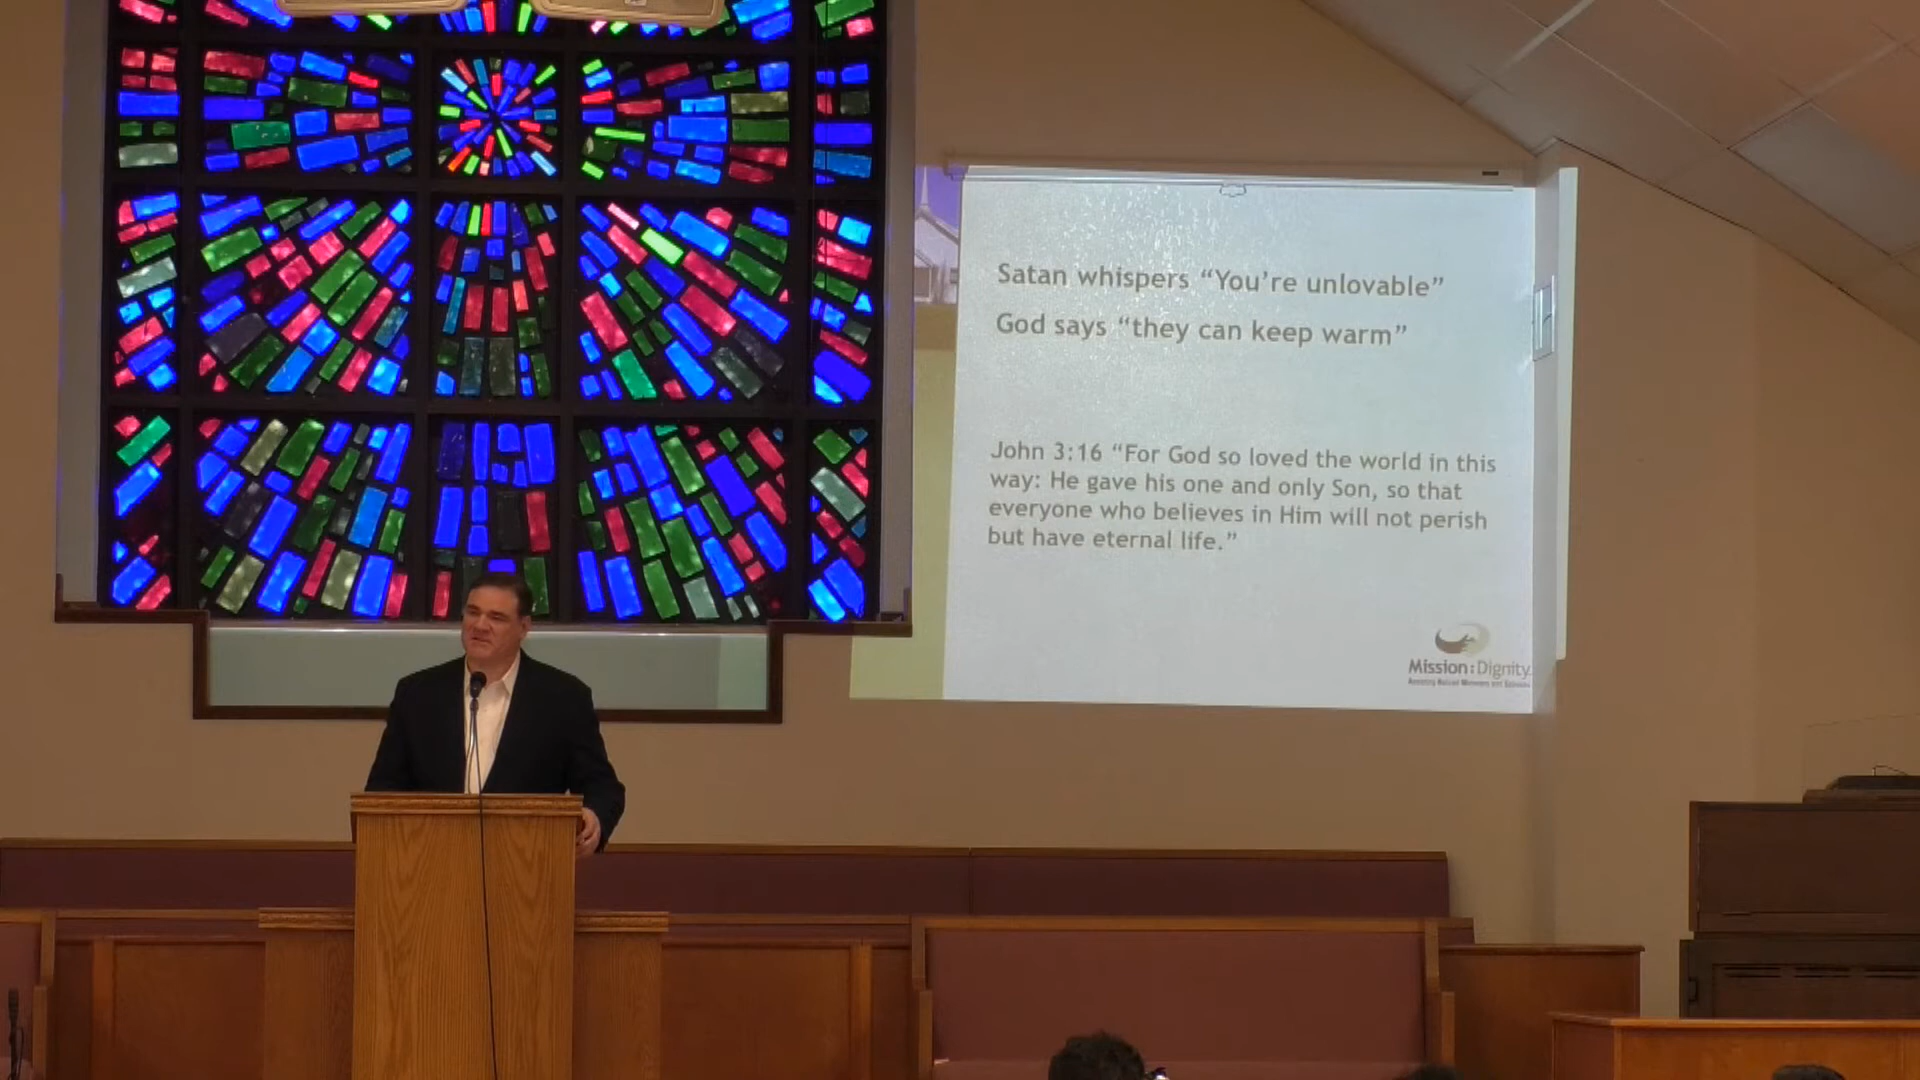 Satan whispers “You’re unlovable”
God says “they can keep warm”
John 3:16 “For God so loved the world in this
way: He gave his one and only Son, so that
everyone who believes in Him will not perish
but have eternal life.”
Mission:Dignity